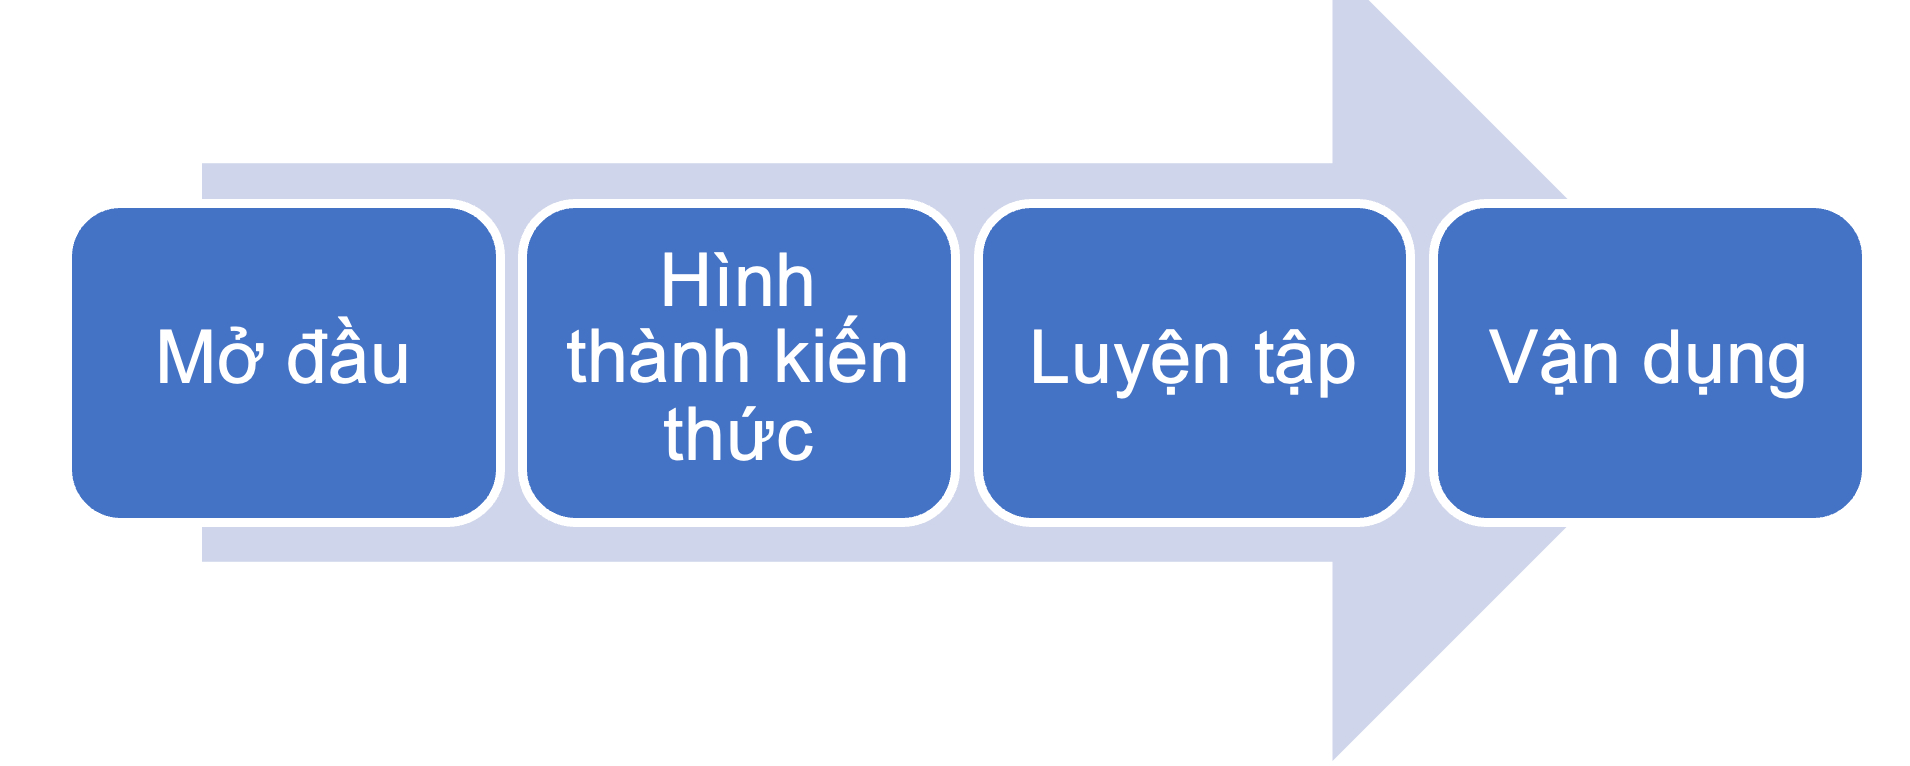 Mở đầu
Hình
thành kiến
thức
Luyện tập
Vận dụng